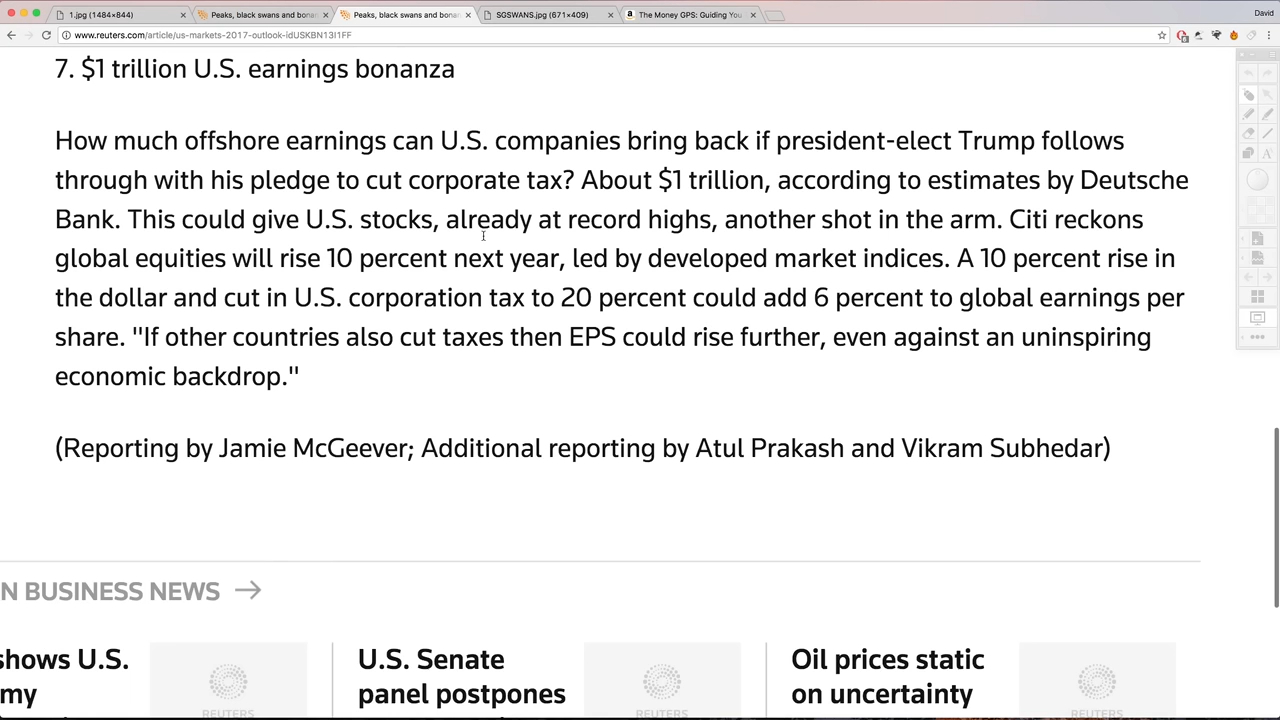 1.jpg (1484×844)
Peaks, black swans and bona
Peaks, black swans and bona
SGSWANS.jpg (671×409)
The Money GPS: Guiding You
David
www.reuters.com/article/us-markets-2017-outlook-idUSKBN13I1FF
7. $1 trillion U.S. earnings bonanza
How much offshore earnings can U.S. companies bring back if president-elect Trump follows
through with his pledge to cut corporate tax? About $1 trillion, according to estimates by Deutsche
Bank. This could give U.S. stocks, already at record highs, another shot in the arm. Citi reckons
global equities will rise 10 percent next year, led by developed market indices. A 10 percent rise in
the dollar and cut in U.S. corporation tax to 20 percent could add 6 percent to global earnings per
share. "If other countries also cut taxes then EPS could rise further, even against an uninspiring
economic backdrop."
(Reporting by Jamie McGeever; Additional reporting by Atul Prakash and Vikram Subhedar)
N BUSINESS NEWS
shows U.S.
my
REUTERS
U.S. Senate
panel postpones
REUTERS
Oil prices static
on uncertainty
REUTERS